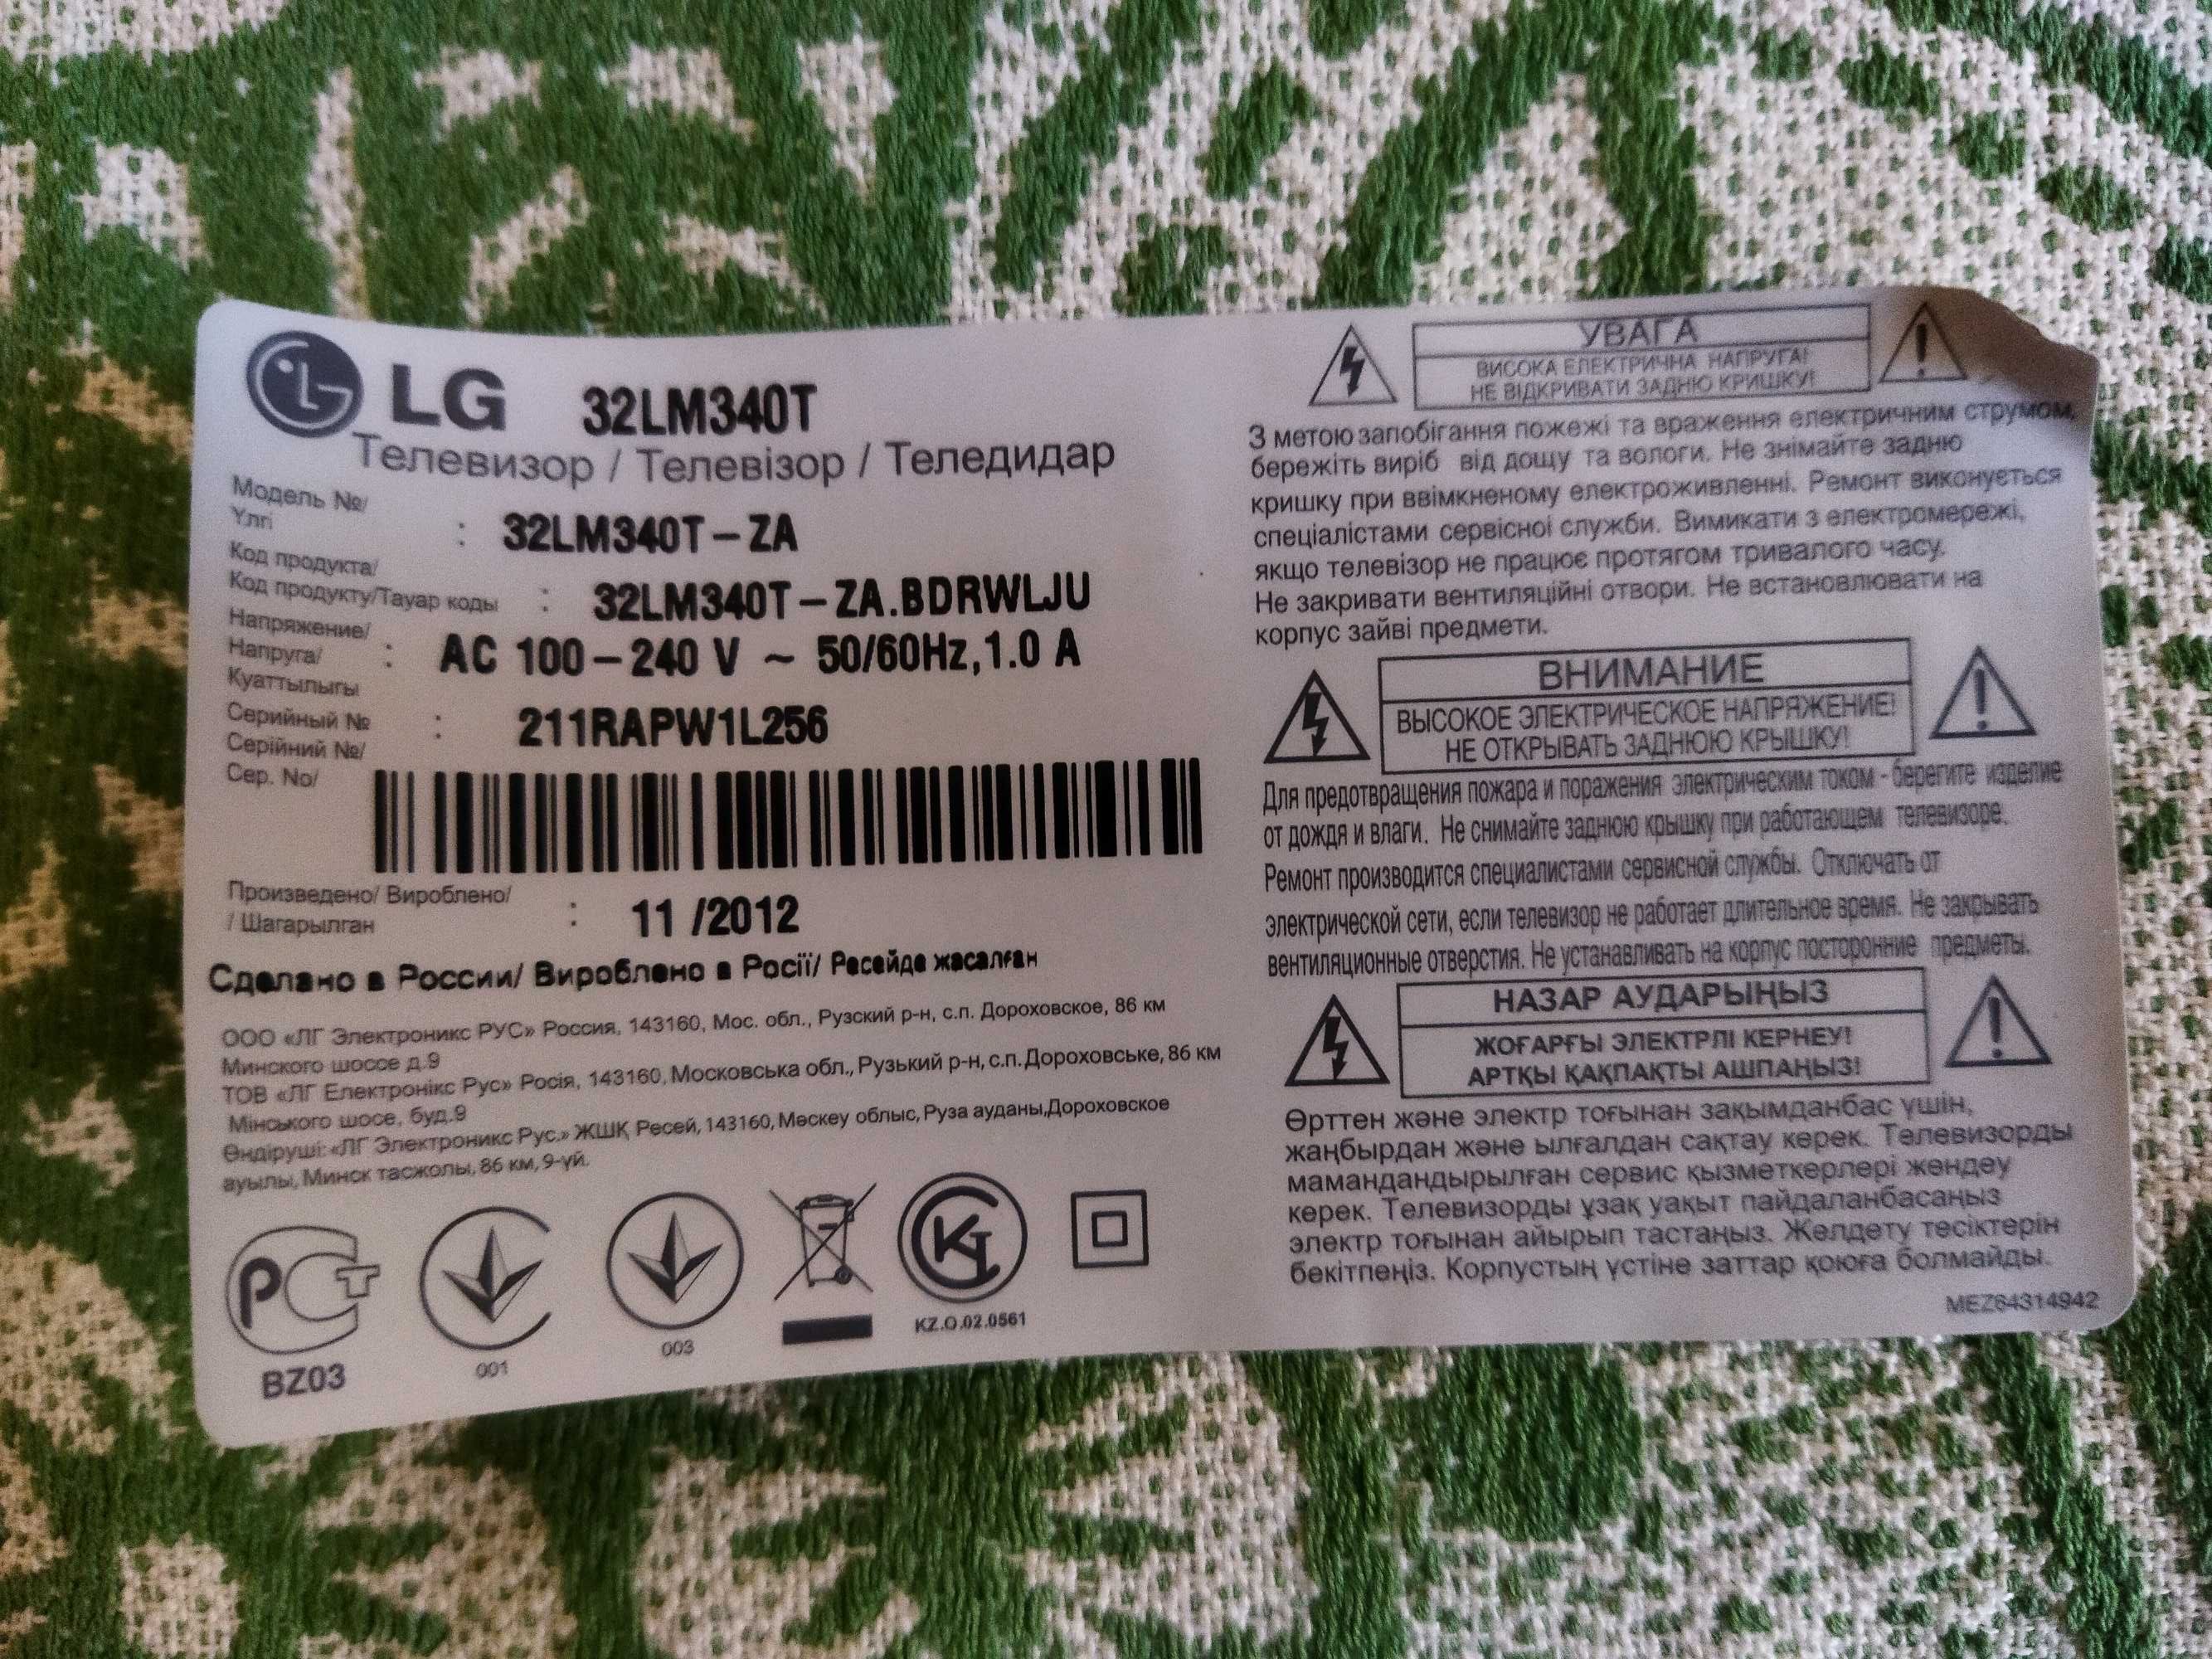 LG 32LM340T
Телевизор / Телевізор / Теледидар
Модель №/
Үлгі
: 32LM340T-ZA
Код продукта/
Код продукту/Тауар коды : 32LM340T-ZA.BDRWLJU
Напряжение/
Напруга/ : AC 100-240 V ~ 50/60Hz, 1.0 A
Қуаттылығы
Серийный №
Серійний №/ : 211RAPW1L256
Сер. No/
Произведено/ Вироблено/
/ Шагарылган : 11 /2012
Сделано в России/ Вироблено в Росії/ Ресейде жасалған
ООО «ЛГ Электроникс РУС» Россия, 143160, Мос. обл., Рузский р-н, с.п. Дороховское, 86 км
Минского шоссе д.9
ТОВ «ЛГ Електронікс Рус» Росія, 143160, Московська обл., Рузький р-н, с.п. Дороховське, 86 км
Мінського шосе, буд.9
Өндіруші: «ЛГ Электроникс Рус.» ЖШҚ Ресей, 143160, Мәскеу облыс, Руза ауданы, Дороховское
ауылы, Минск тасжолы, 86 км, 9-үй.
РСТ
BZ03
001
003
KZ.O.02.0561
УВАГА
ВИСОКА ЕЛЕКТРИЧНА НАПРУГА!
НЕ ВІДКРИВАТИ ЗАДНЮ КРИШКУ!
З метою запобігання пожежі та враження електричним струмом,
бережіть виріб від дощу та вологи. Не знімайте задню
кришку при ввімкненому електроживленні. Ремонт виконується
спеціалістами сервісної служби. Вимикати з електромережі,
якщо телевізор не працює протягом тривалого часу.
Не закривати вентиляційні отвори. Не встановлювати на
корпус зайві предмети.
ВНИМАНИЕ
ВЫСОКОЕ ЭЛЕКТРИЧЕСКОЕ НАПРЯЖЕНИЕ!
НЕ ОТКРЫВАТЬ ЗАДНЮЮ КРЫШКУ!
Для предотвращения пожара и поражения электрическим током - берегите изделие
от дождя и влаги. Не снимайте заднюю крышку при работающем телевизоре.
Ремонт производится специалистами сервисной службы. Отключать от
электрической сети, если телевизор не работает длительное время. Не закрывать
вентиляционные отверстия. Не устанавливать на корпус посторонние предметы.
НАЗАР АУДАРЫҢЫЗ
ЖОҒАРҒЫ ЭЛЕКТРЛІ КЕРНЕУ!
АРТҚЫ ҚАҚПАҚТЫ АШПАҢЫЗ!
Өрттен және электр тоғынан зақымданбас үшін,
жаңбырдан және ылғалдан сақтау керек. Телевизорды
мамандандырылған сервис қызметкерлері жөндеу
керек. Телевизорды ұзақ уақыт пайдаланбасаңыз
электр тоғынан айырып тастаңыз. Желдету тесіктерін
бекітпеңіз. Корпустың үстіне заттар қоюға болмайды.
MEZ64314942